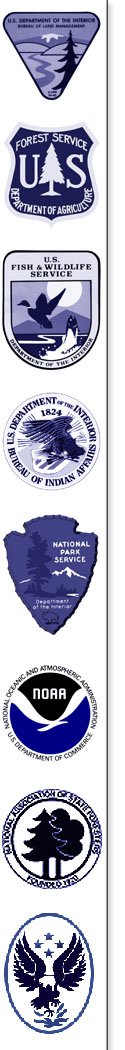 U.S. DEPARTMENT OF THE INTERIOR
BUREAU OF LAND MANAGEMENT
FOREST SERVICE
U S
DEPARTMENT OF AGRICULTURE
U.S.
FISH & WILDLIFE
SERVICE
DEPARTMENT OF THE INTERIOR
U.S. DEPARTMENT OF THE INTERIOR
1824
BUREAU OF INDIAN AFFAIRS
NATIONAL
PARK
SERVICE
Department
of the Interior
NATIONAL OCEANIC AND ATMOSPHERIC ADMINISTRATION
NOAA
U.S. DEPARTMENT OF COMMERCE
NATIONAL ASSOCIATION OF STATE FORESTERS
FOUNDED 1920